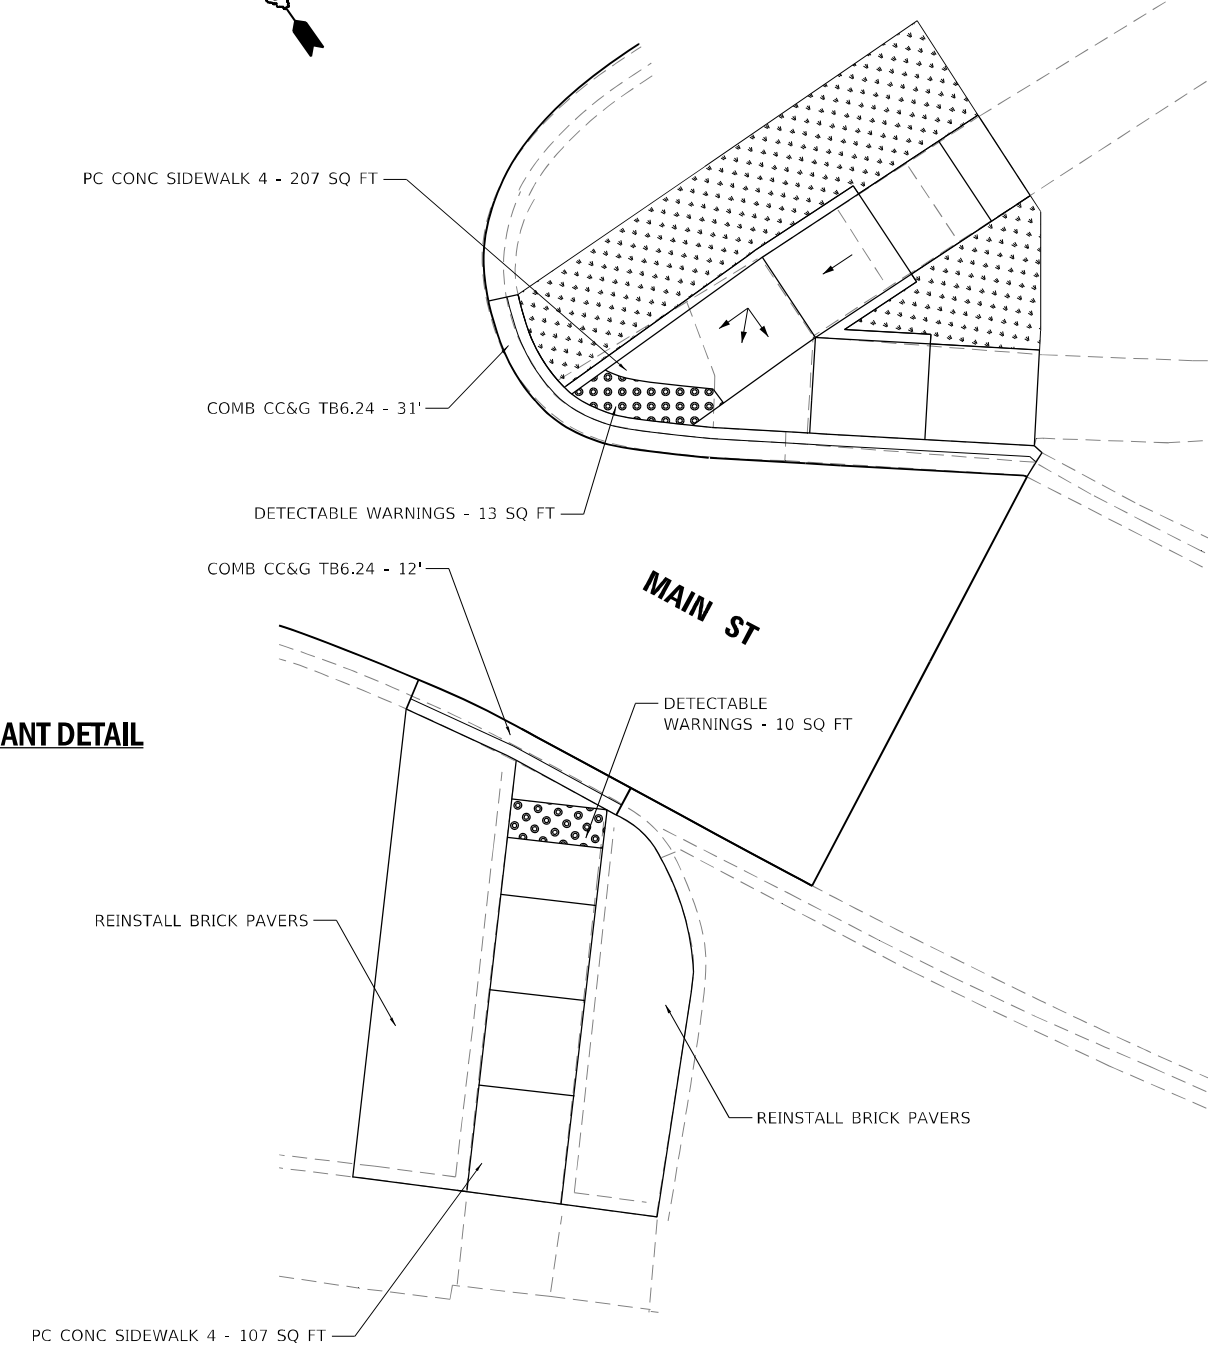 PC CONC SIDEWALK 4 - 207 SQ FT
COMB CC&G TB6.24 - 31'
DETECTABLE WARNINGS - 13 SQ FT
COMB CC&G TB6.24 - 12'
MAIN ST
DETECTABLE
WARNINGS - 10 SQ FT
ANT DETAIL
REINSTALL BRICK PAVERS
REINSTALL BRICK PAVERS
PC CONC SIDEWALK 4 - 107 SQ FT